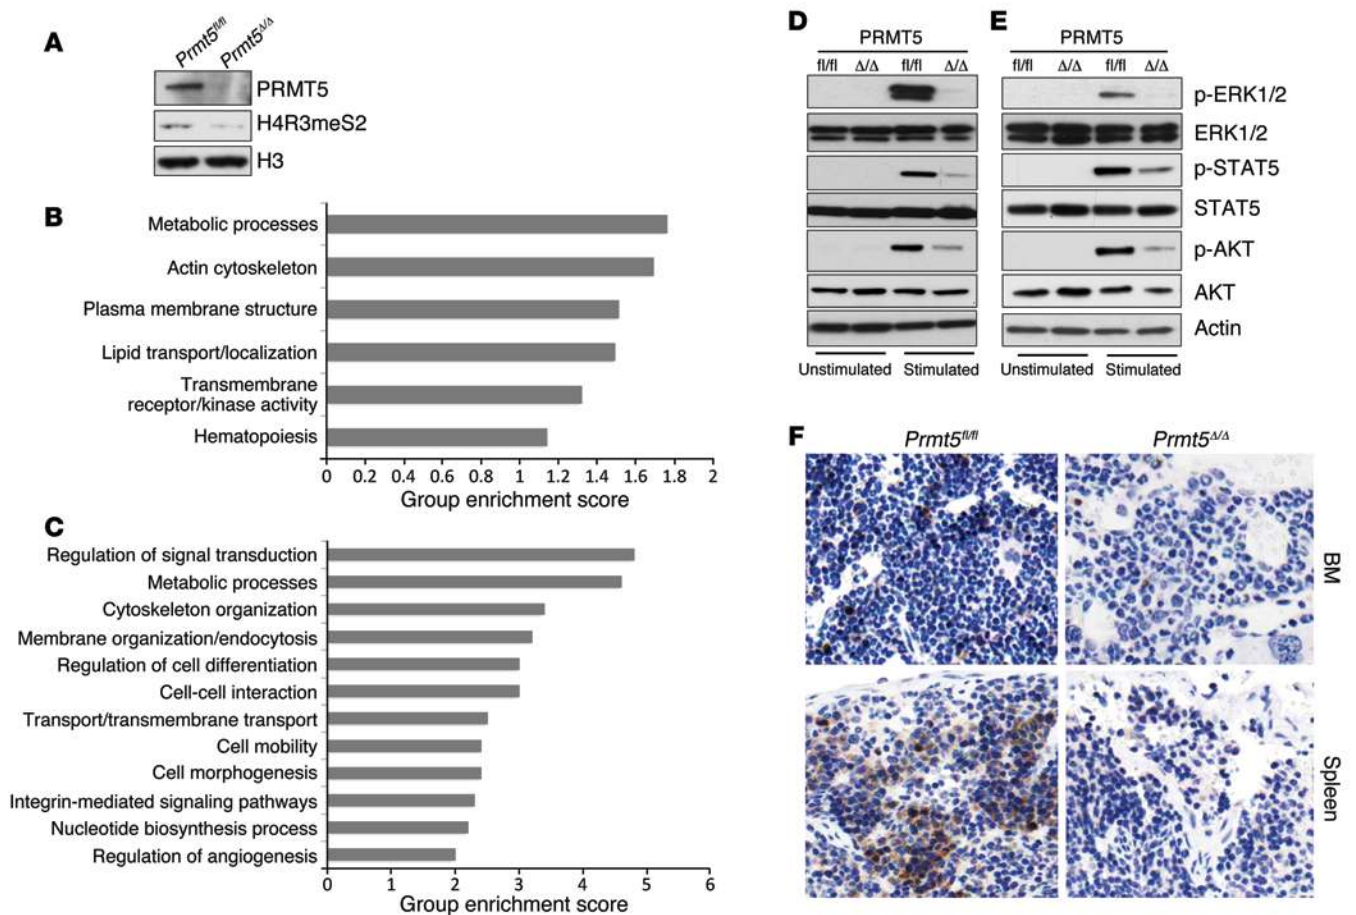 A
Prmt5fl/fl
Prmt5Δ/Δ
PRMT5
H4R3meS2
H3
B
Metabolic processes
Actin cytoskeleton
Plasma membrane structure
Lipid transport/localization
Transmembrane
receptor/kinase activity
Hematopoiesis
0 0.2 0.4 0.6 0.8 1 1.2 1.4 1.6 1.8 2
Group enrichment score
C
Regulation of signal transduction
Metabolic processes
Cytoskeleton organization
Membrane organization/endocytosis
Regulation of cell differentiation
Cell-cell interaction
Transport/transmembrane transport
Cell mobility
Cell morphogenesis
Integrin-mediated signaling pathways
Nucleotide biosynthesis process
Regulation of angiogenesis
0 1 2 3 4 5 6
Group enrichment score
D
PRMT5
fl/fl Δ/Δ fl/fl Δ/Δ
Unstimulated Stimulated
E
PRMT5
fl/fl Δ/Δ fl/fl Δ/Δ
p-ERK1/2
ERK1/2
p-STAT5
STAT5
p-AKT
AKT
Actin
Unstimulated Stimulated
F
Prmt5fl/fl
Prmt5Δ/Δ
BM
Spleen